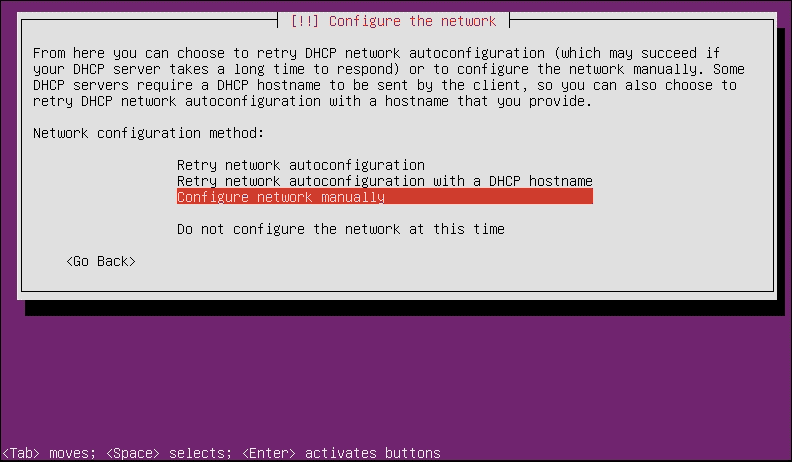 [!!] Configure the network
From here you can choose to retry DHCP network autoconfiguration (which may succeed if
your DHCP server takes a long time to respond) or to configure the network manually. Some
DHCP servers require a DHCP hostname to be sent by the client, so you can also choose to
retry DHCP network autoconfiguration with a hostname that you provide.
Network configuration method:
Retry network autoconfiguration
Retry network autoconfiguration with a DHCP hostname
Configure network manually
Do not configure the network at this time
<Go Back>
<Tab> moves; <Space> selects; <Enter> activates buttons